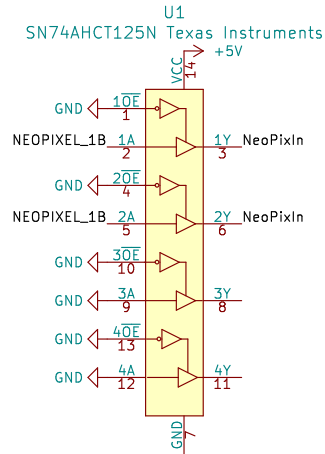 U1
SN74AHCT125N Texas Instruments
+5V
VCC
14
GND 1OE
1
NEOPIXEL_1B 1A 1Y NeoPixIn
2 3
GND 2OE
4
NEOPIXEL_1B 2A 2Y NeoPixIn
5 6
GND 3OE
10
GND 3A 3Y
9 8
GND 4OE
13
GND 4A 4Y
12 11
GND
7